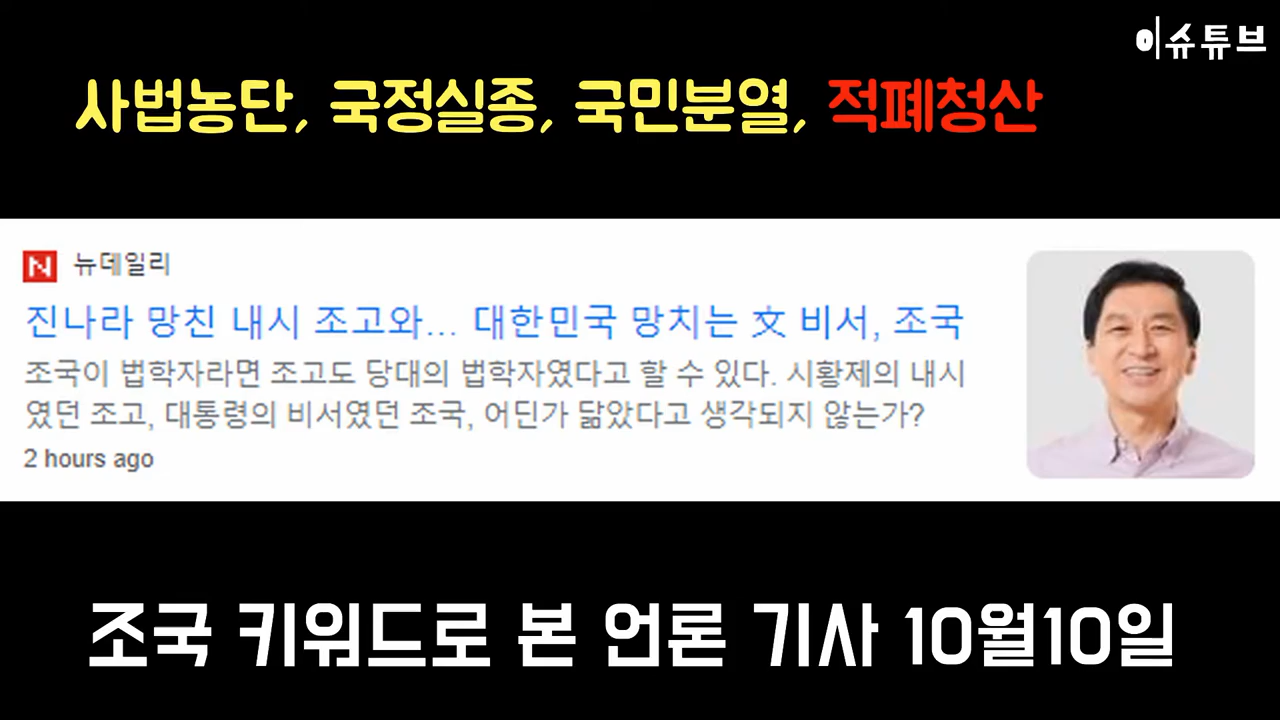 이슈튜브
사법농단, 국정실종, 국민분열, 적폐청산
N 뉴데일리
진나라 망친 내시 조고와... 대한민국 망치는 文 비서, 조국
조국이 법학자라면 조고도 당대의 법학자였다고 할 수 있다. 시황제의 내시
였던 조고, 대통령의 비서였던 조국, 어딘가 닮았다고 생각되지 않는가?
2 hours ago
조국 키워드로 본 언론 기사 10월10일